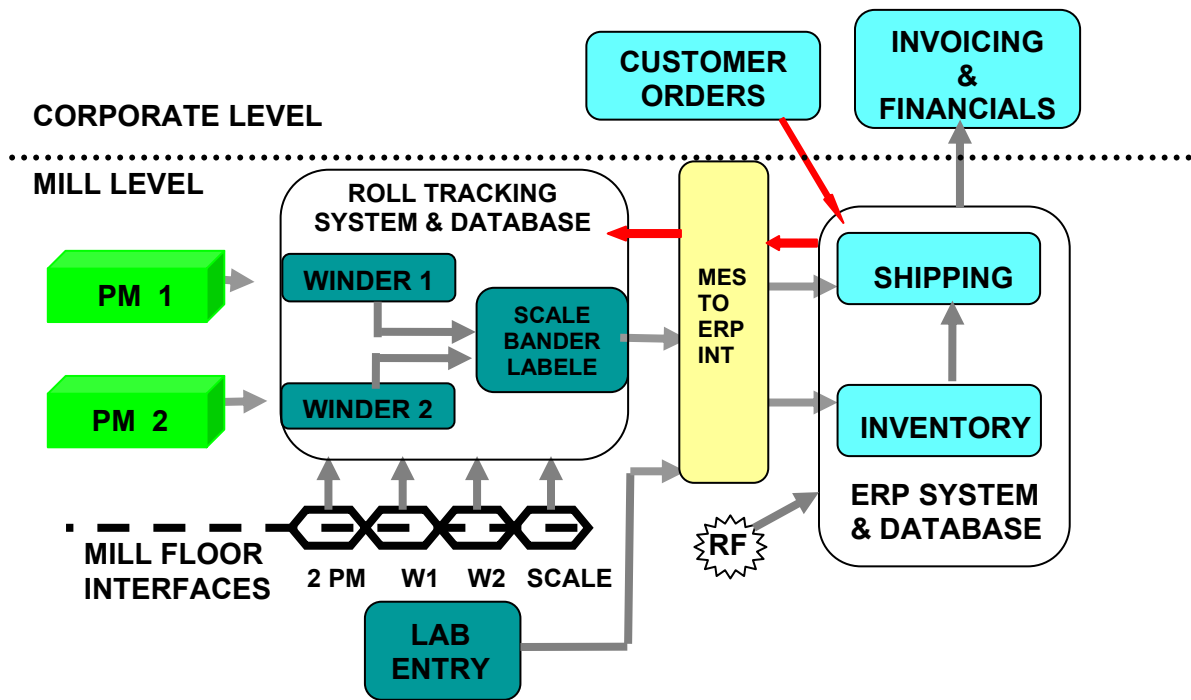 CUSTOMER
ORDERS
INVOICING
&
FINANCIALS
CORPORATE LEVEL
MILL LEVEL
ROLL TRACKING
SYSTEM & DATABASE
PM 1
WINDER 1
SCALE
BANDER
LABELE
MES
TO
ERP
INT
SHIPPING
PM 2
WINDER 2
INVENTORY
ERP SYSTEM
& DATABASE
RF
MILL FLOOR
INTERFACES
2 PM W1 W2 SCALE
LAB
ENTRY